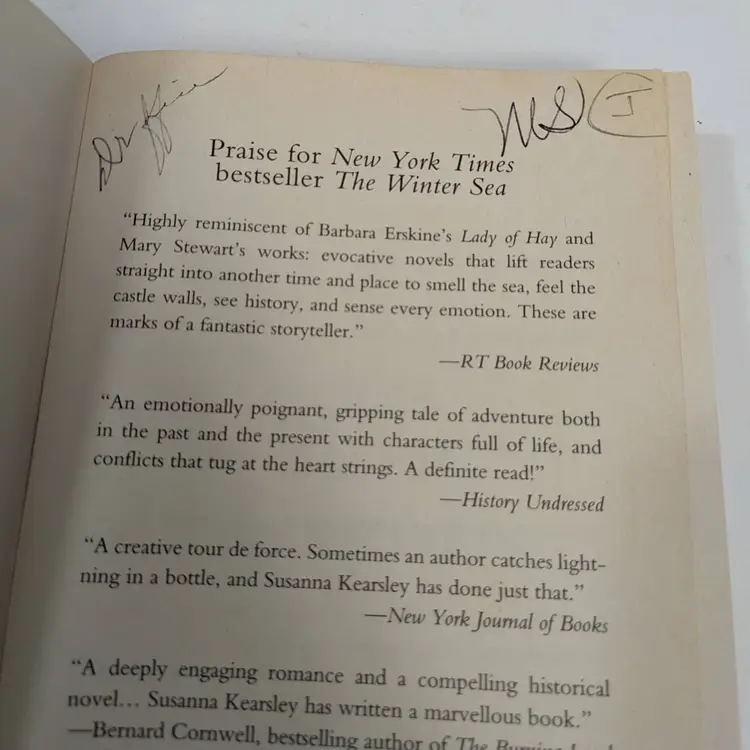 MS J
Praise for New York Times
bestseller The Winter Sea
“Highly reminiscent of Barbara Erskine’s Lady of Hay and
Mary Stewart’s works: evocative novels that lift readers
straight into another time and place to smell the sea, feel the
castle walls, see history, and sense every emotion. These are
marks of a fantastic storyteller.”
—RT Book Reviews
“An emotionally poignant, gripping tale of adventure both
in the past and the present with characters full of life, and
conflicts that tug at the heart strings. A definite read!”
—History Undressed
“A creative tour de force. Sometimes an author catches light-
ning in a bottle, and Susanna Kearsley has done just that.”
—New York Journal of Books
“A deeply engaging romance and a compelling historical
novel… Susanna Kearsley has written a marvellous book.”
—Bernard Cornwell, bestselling author of The Burning Land